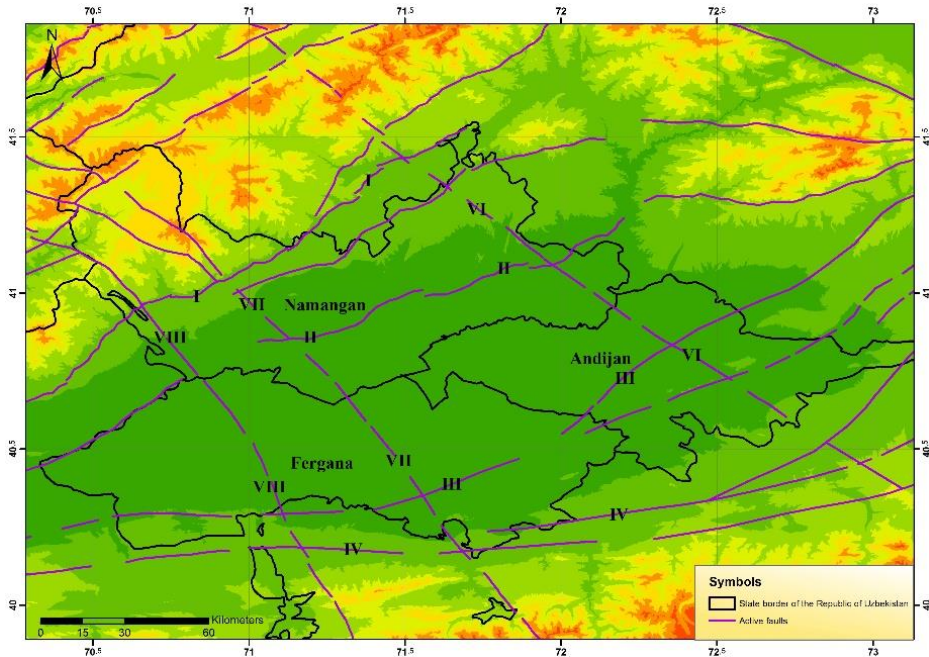 70.5 71 71.5 72 72.5 73
N
41.5 41.5
I
VI
II
41 41
I
VII Namangan
VIII
II
VI
Andijan
III
40.5 40.5
Fergana
VII
VIII
III
IV
IV
Symbols
State border of the Republic of Uzbekistan
Active faults
40 40
Kilometers
0 15 30 60
70.5 71 71.5 72 72.5 73